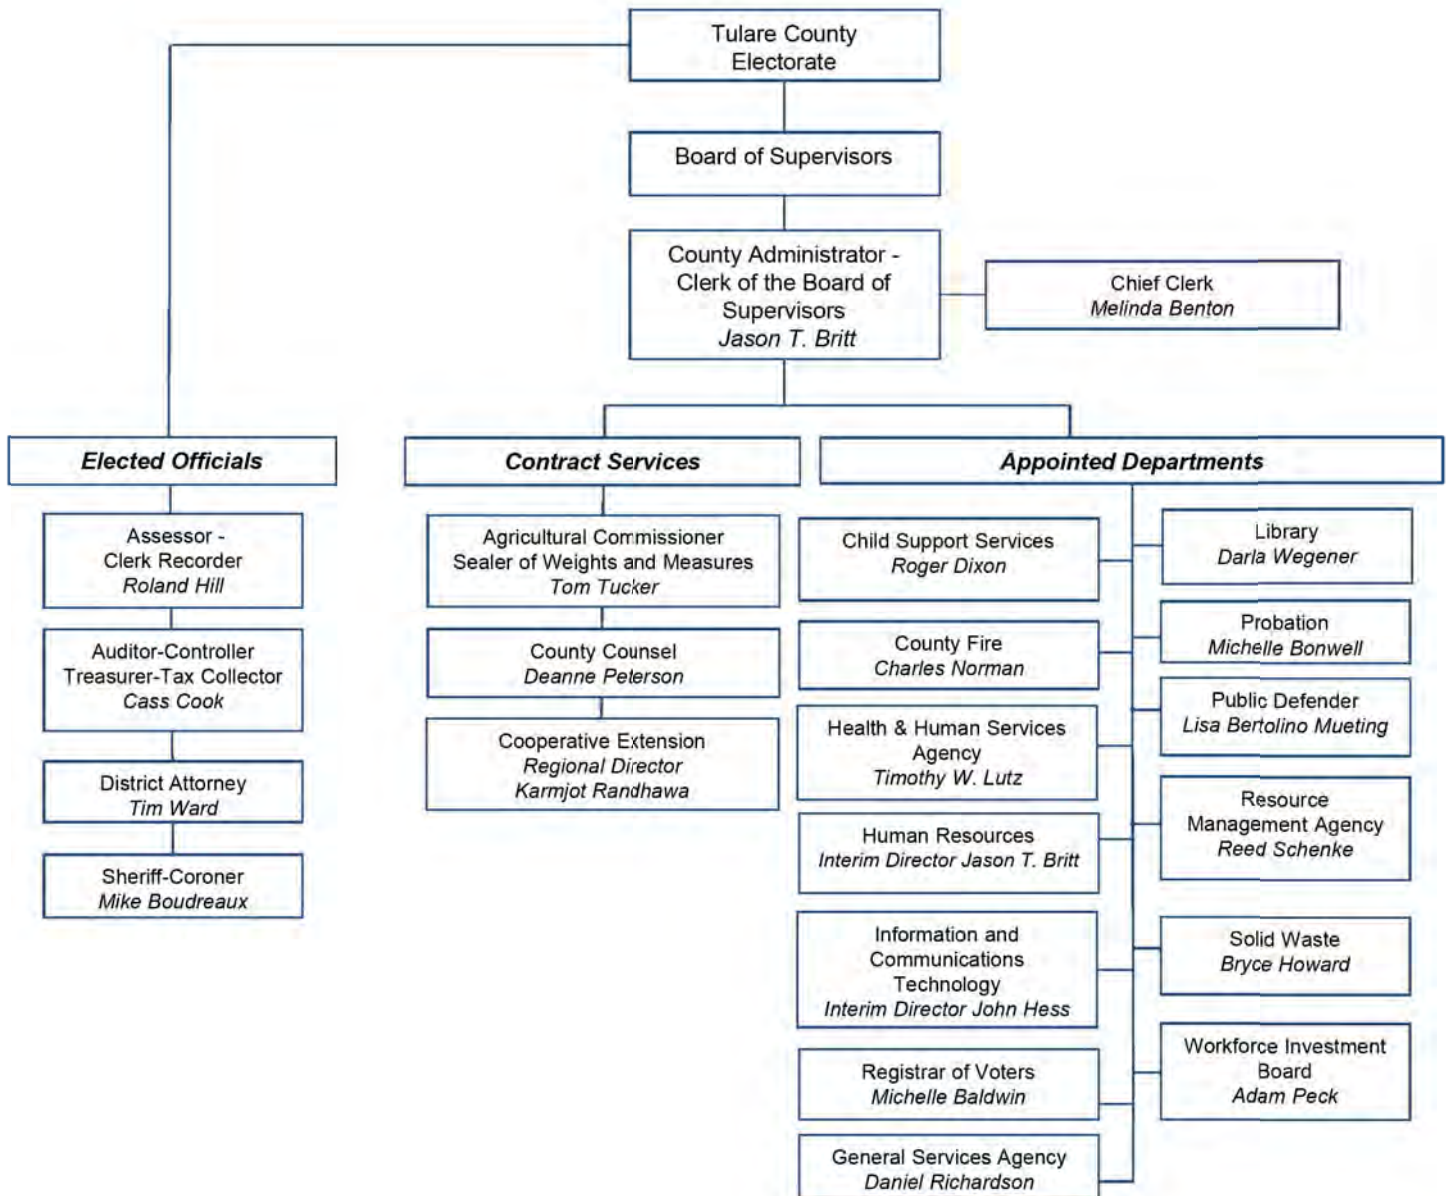 Tulare County
Electorate
Board of Supervisors
County Administrator -
Clerk of the Board of
Supervisors
Jason T. Britt
Chief Clerk
Melinda Benton
Elected Officials
Assessor -
Clerk Recorder
Roland Hill
Auditor-Controller
Treasurer-Tax Collector
Cass Cook
District Attorney
Tim Ward
Sheriff-Coroner
Mike Boudreaux
Contract Services
Agricultural Commissioner
Sealer of Weights and Measures
Tom Tucker
County Counsel
Deanne Peterson
Cooperative Extension
Regional Director
Karmjot Randhawa
Appointed Departments
Child Support Services
Roger Dixon
County Fire
Charles Norman
Health & Human Services
Agency
Timothy W. Lutz
Human Resources
Interim Director Jason T. Britt
Information and
Communications
Technology
Interim Director John Hess
Registrar of Voters
Michelle Baldwin
General Services Agency
Daniel Richardson
Library
Darla Wegener
Probation
Michelle Bonwell
Public Defender
Lisa Bertolino Mueting
Resource
Management Agency
Reed Schenke
Solid Waste
Bryce Howard
Workforce Investment
Board
Adam Peck